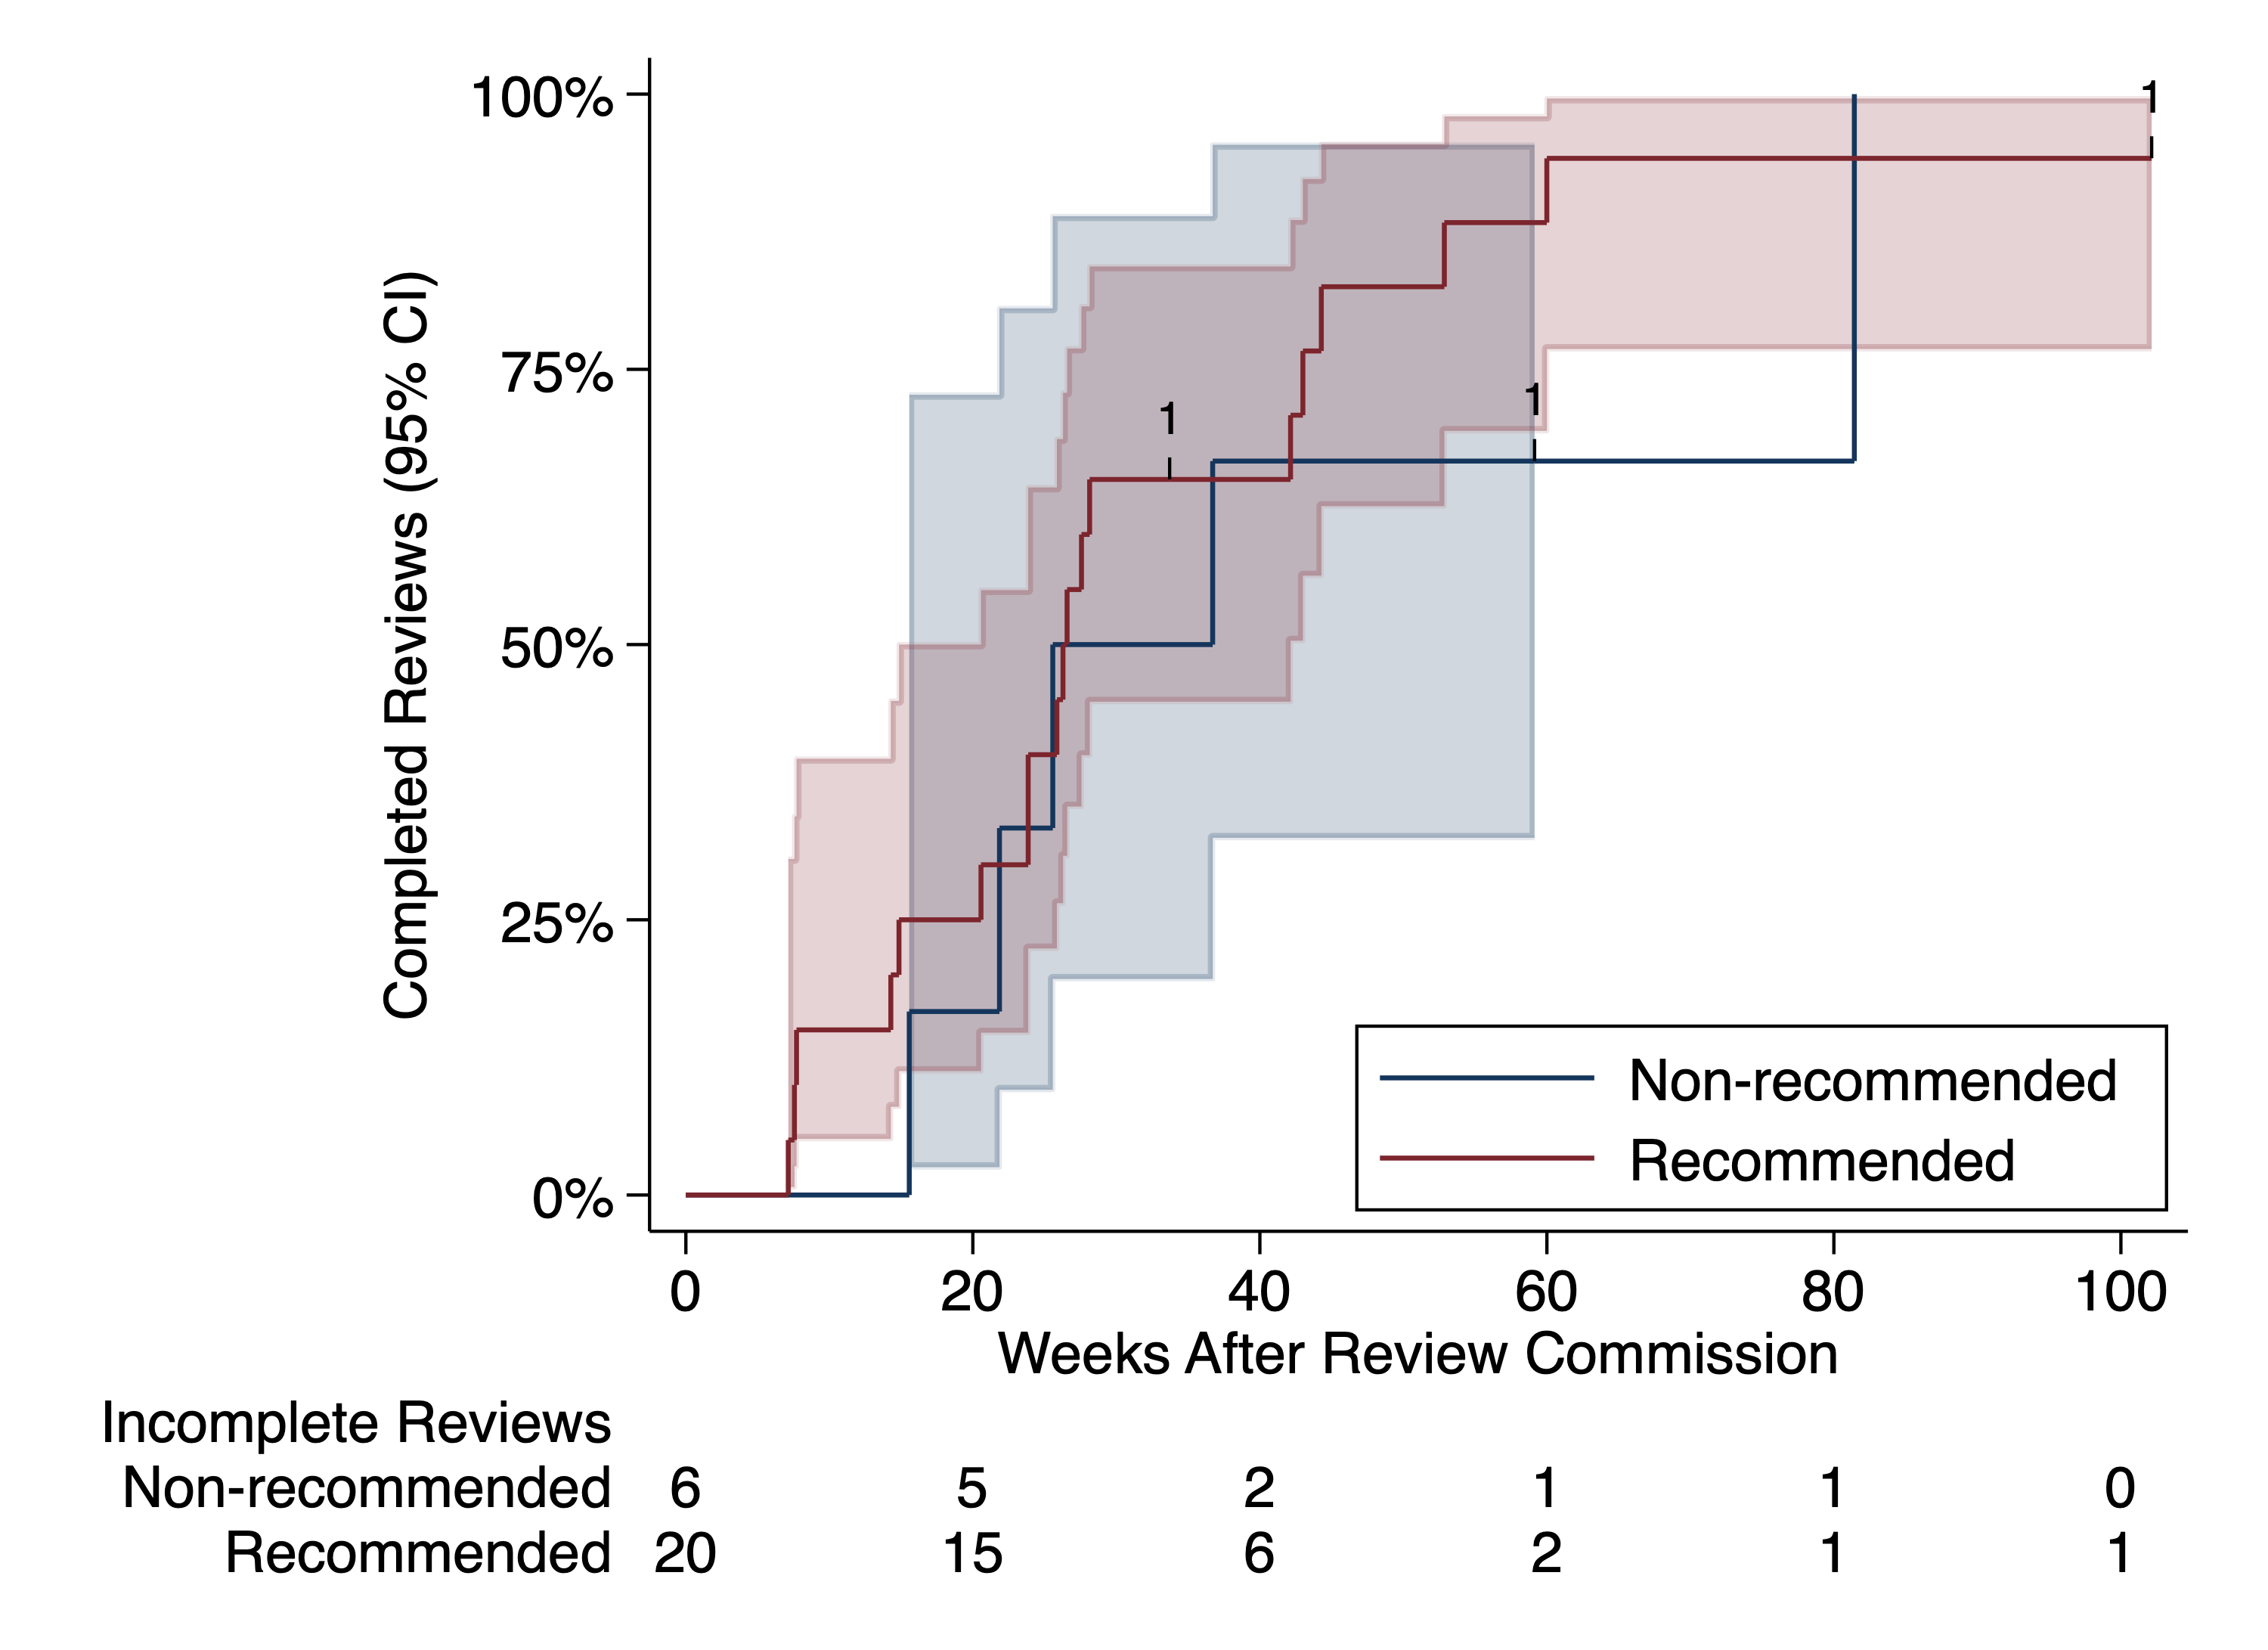 100%
75%
50%
25%
0%
Completed Reviews (95% CI)
1
1
1
Non-recommended
Recommended
0 20 40 60 80 100
Weeks After Review Commission
Incomplete Reviews
Non-recommended 6 5 2 1 1 0
Recommended 20 15 6 2 1 1